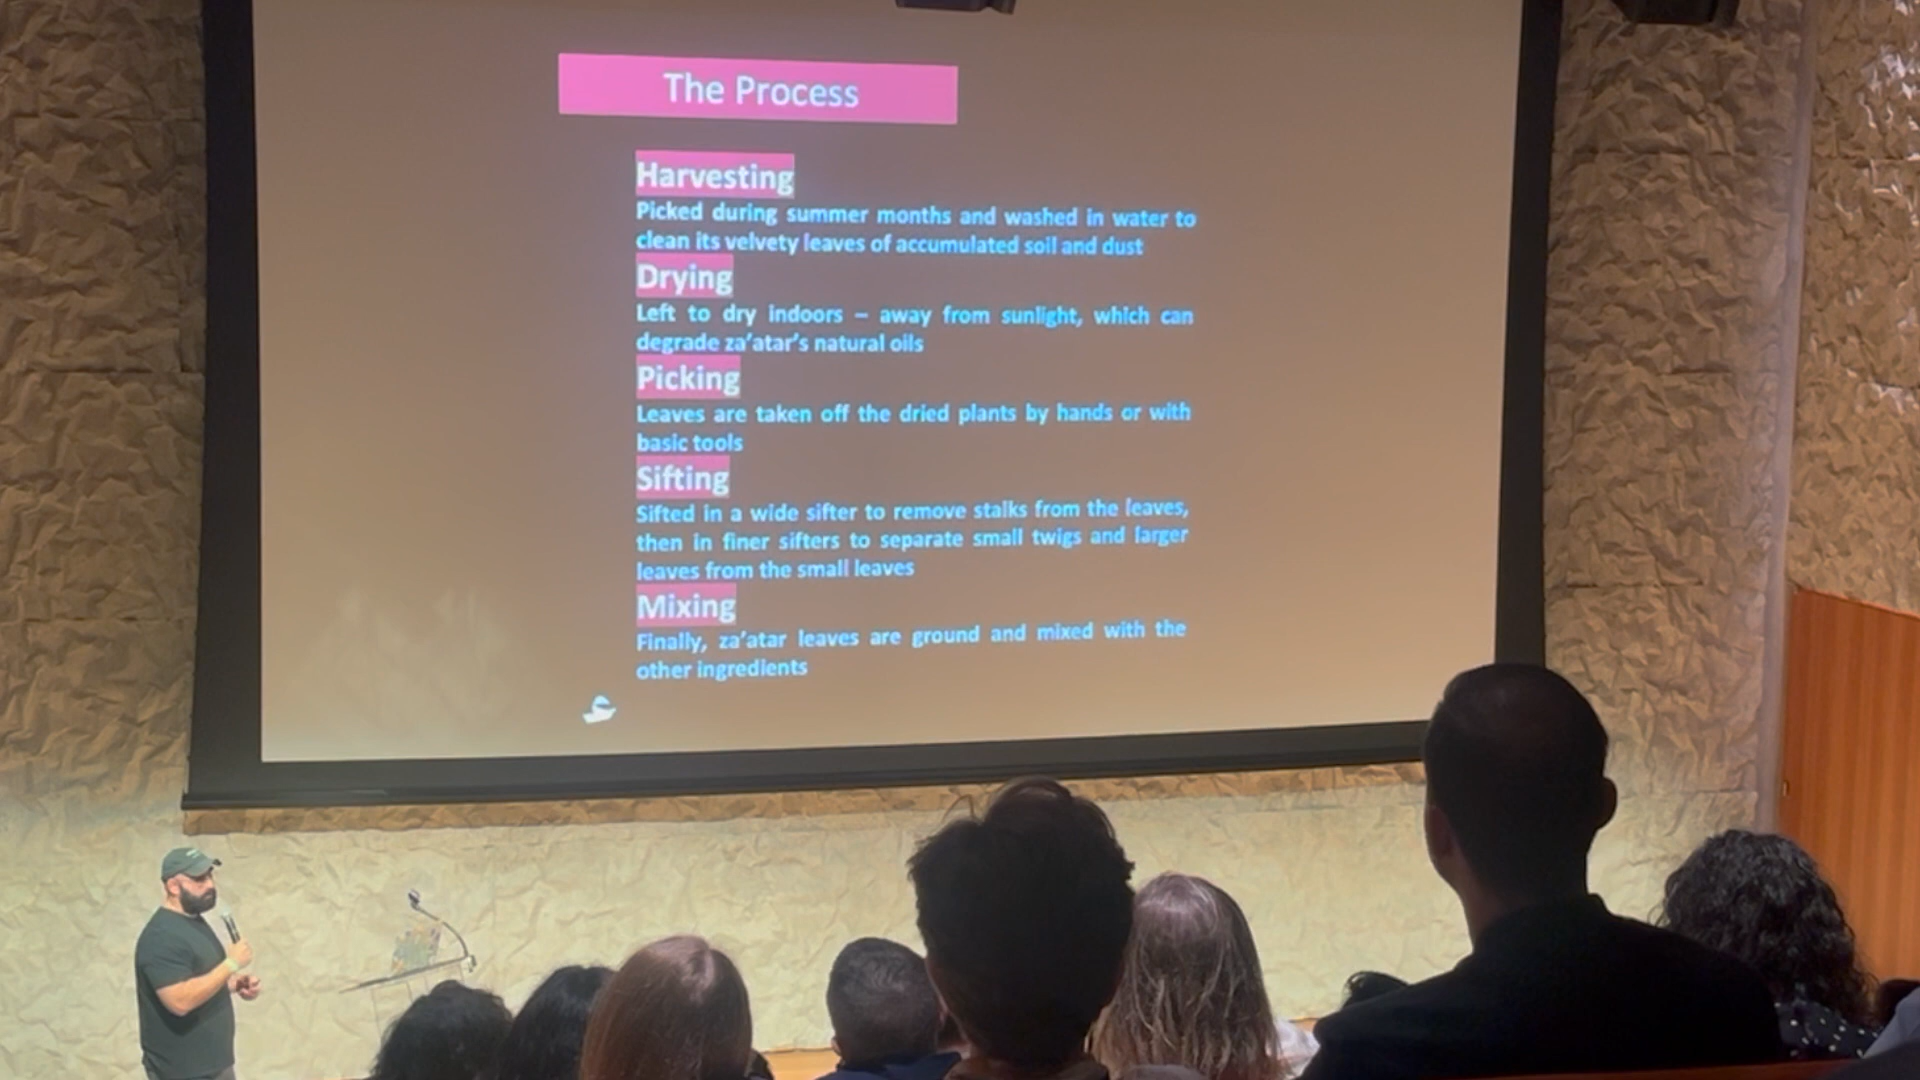 The Process
Harvesting
Picked during summer months and washed in water to
clean its velvety leaves of accumulated soil and dust
Drying
Left to dry indoors – away from sunlight, which can
degrade za’atar’s natural oils
Picking
Leaves are taken off the dried plants by hands or with
basic tools
Sifting
Sifted in a wide sifter to remove stalks from the leaves,
then in finer sifters to separate small twigs and larger
leaves from the small leaves
Mixing
Finally, za’atar leaves are ground and mixed with the
other ingredients